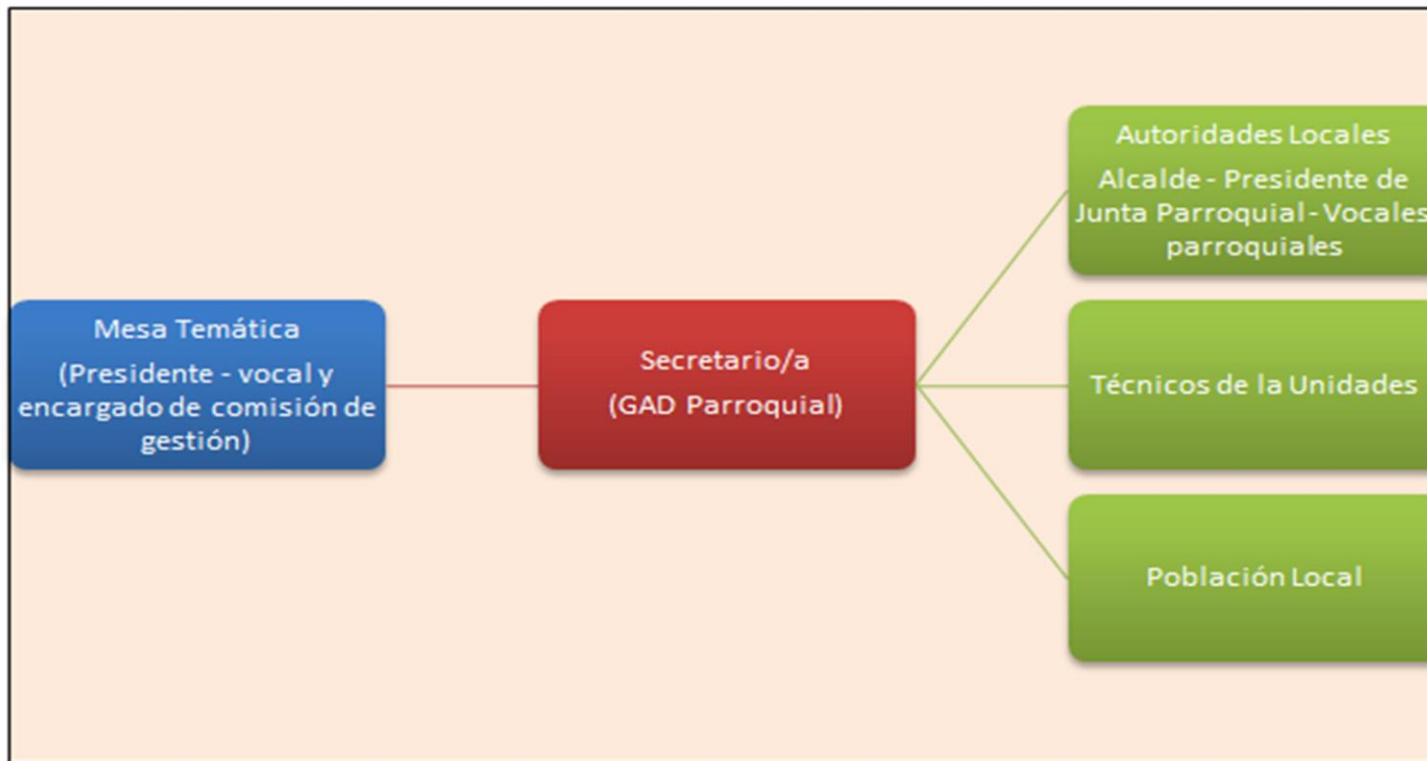 Mesa Temática
(Presidente - vocal y
encargado de comisión de
gestión)
Secretario/a
(GAD Parroquial)
Autoridades Locales
Alcalde - Presidente de
Junta Parroquial - Vocales
parroquiales
Técnicos de la Unidades
Población Local